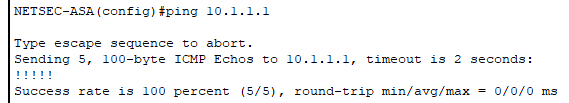 NETSEC-ASA(config)#ping 10.1.1.1
Type escape sequence to abort.
Sending 5, 100-byte ICMP Echos to 10.1.1.1, timeout is 2 seconds:
!!!!!
Success rate is 100 percent (5/5), round-trip min/avg/max = 0/0/0 ms